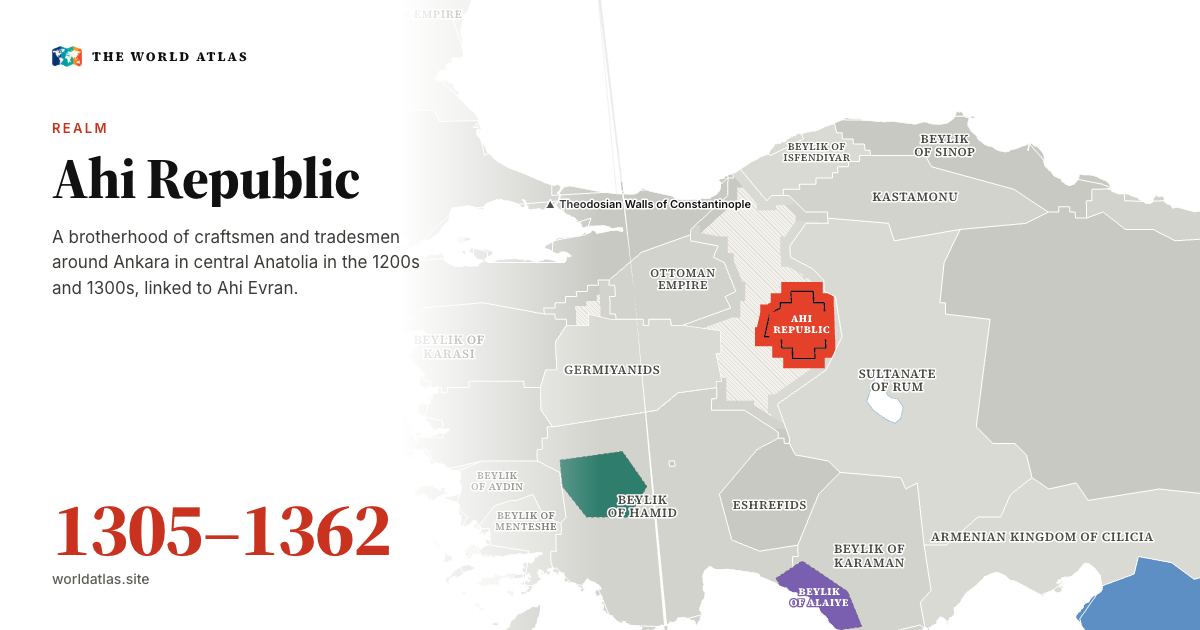 THE WORLD ATLAS
REALM
Ahi Republic
A brotherhood of craftsmen and tradesmen
around Ankara in central Anatolia in the 1200s
and 1300s, linked to Ahi Evran.
1305–1362
worldatlas.site
EMPIRE
BEYLIK OF
ISFENDIYAR
BEYLIK
OF SINOP
KASTAMONU
▲ Theodosian Walls of Constantinople
OTTOMAN
EMPIRE
AHI
REPUBLIC
BEYLIK OF
KARASI
GERMIYANIDS
SULTANATE
OF RUM
BEYLIK
OF AYDIN
BEYLIK OF
MENTESHE
BEYLIK
OF HAMID
ESHREFIDS
BEYLIK OF
KARAMAN
ARMENIAN KINGDOM OF CILICIA
BEYLIK
OF ALAIYE